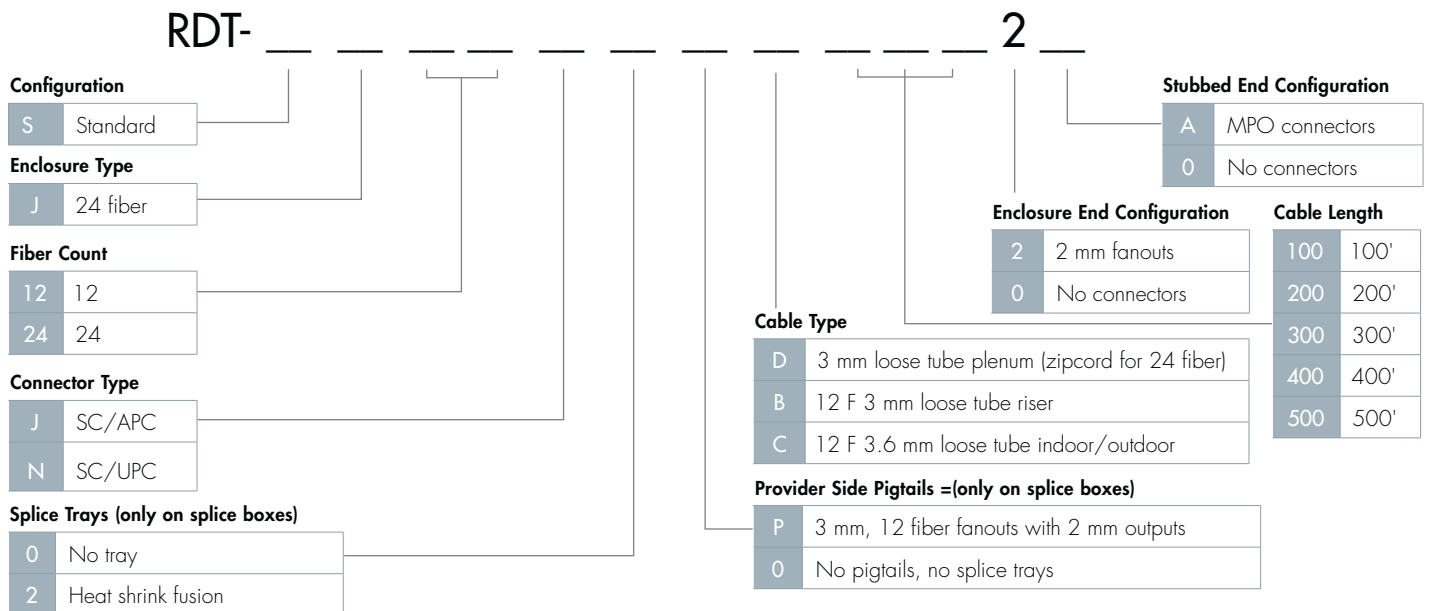 RDT- __ __ __ __ __ __ __ __ __ __ __ 2 __
Configuration
S Standard
Enclosure Type
J 24 fiber
Fiber Count
12 12
24 24
Connector Type
J SC/APC
N SC/UPC
Splice Trays (only on splice boxes)
0 No tray
2 Heat shrink fusion
Stubbed End Configuration
A MPO connectors
0 No connectors
Enclosure End Configuration
2 2 mm fanouts
0 No connectors
Cable Length
100 100'
200 200'
300 300'
400 400'
500 500'
Cable Type
D 3 mm loose tube plenum (zipcord for 24 fiber)
B 12 F 3 mm loose tube riser
C 12 F 3.6 mm loose tube indoor/outdoor
Provider Side Pigtails =(only on splice boxes)
P 3 mm, 12 fiber fanouts with 2 mm outputs
0 No pigtails, no splice trays